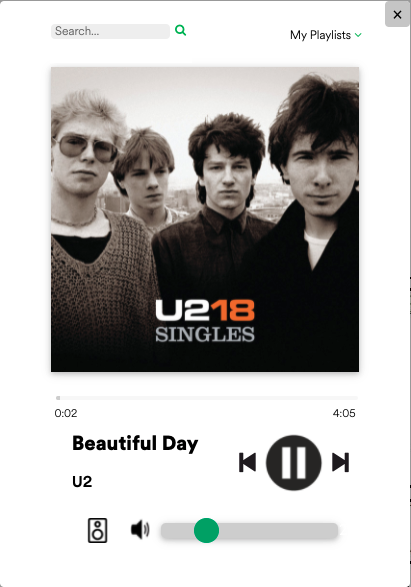 Search...
My Playlists
U218
SINGLES
0:02
4:05
Beautiful Day
U2